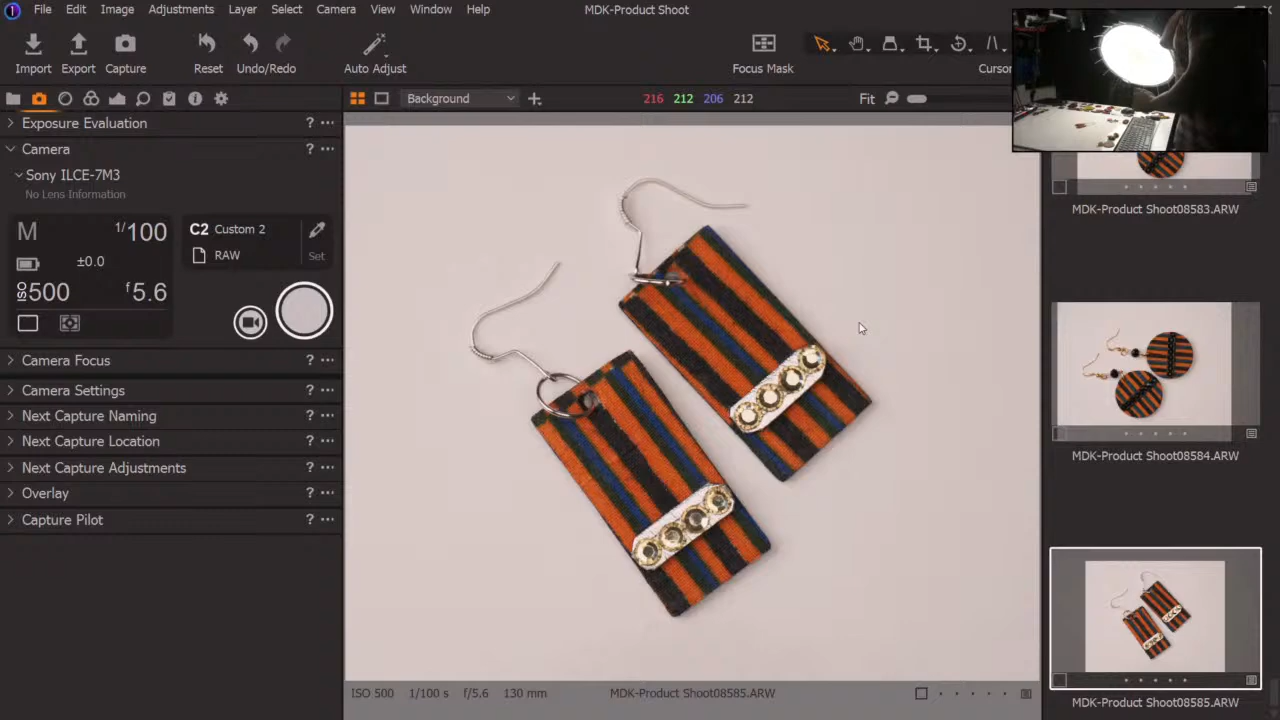 File Edit Image Adjustments Layer Select Camera View Window Help MDK-Product Shoot
Import Export Capture Reset Undo/Redo Auto Adjust Focus Mask Cursor
Background 216 212 206 212 Fit
Exposure Evaluation ? ...
Camera ? ...
Sony ILCE-7M3
No Lens Information
M 1/100 C2 Custom 2
±0.0 RAW Set
ISO 500 f 5.6
Camera Focus ? ...
Camera Settings ? ...
Next Capture Naming ? ...
Next Capture Location ? ...
Next Capture Adjustments ? ...
Overlay ? ...
Capture Pilot ? ...
ISO 500 1/100 s f/5.6 130 mm MDK-Product Shoot08585.ARW
MDK-Product Shoot08583.ARW
MDK-Product Shoot08584.ARW
MDK-Product Shoot08585.ARW